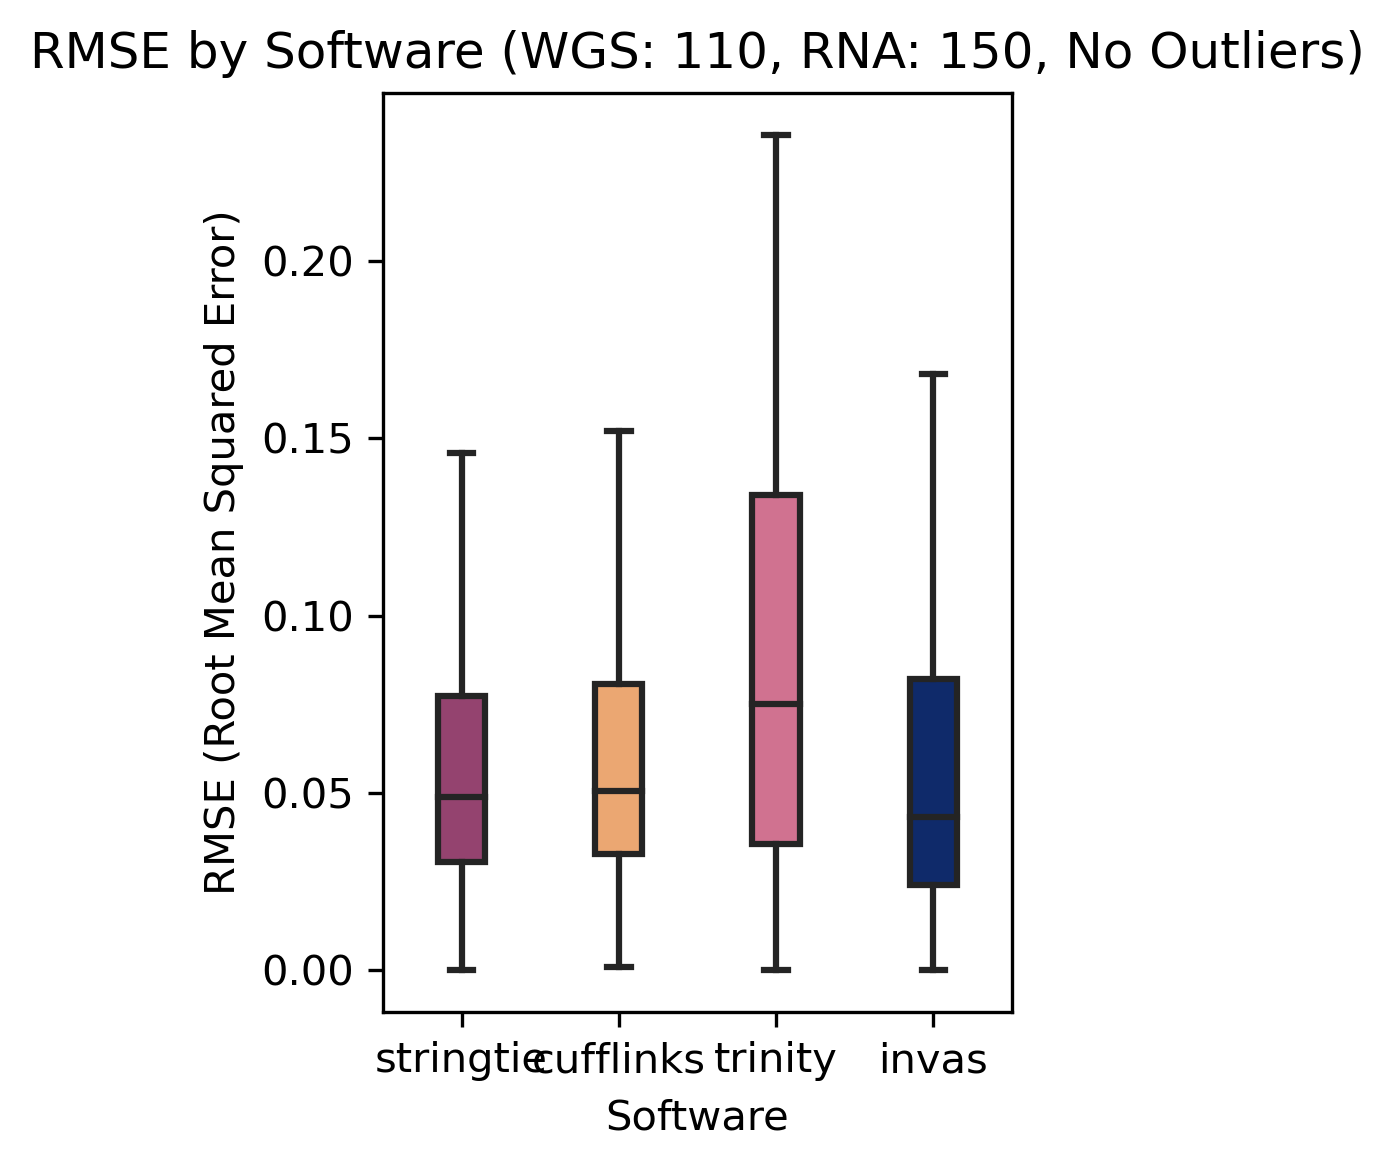 RMSE by Software (WGS: 110, RNA: 150, No Outliers)
RMSE (Root Mean Squared Error)
0.20
0.15
0.10
0.05
0.00
stringtie cufflinks trinity invas
Software